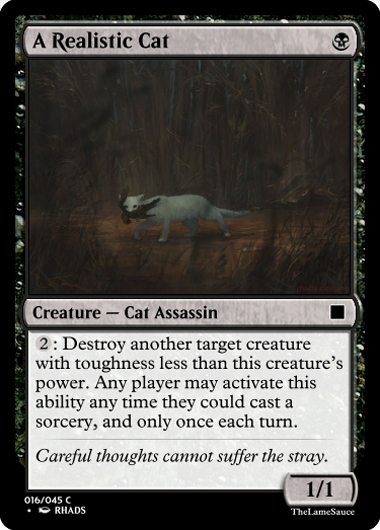 A Realistic Cat
Creature — Cat Assassin
2: Destroy another target creature
with toughness less than this creature's
power. Any player may activate this
ability any time they could cast a
sorcery, and only once each turn.
Careful thoughts cannot suffer the stray.
1/1
016/045 C
• RHADS
TheLameSauce